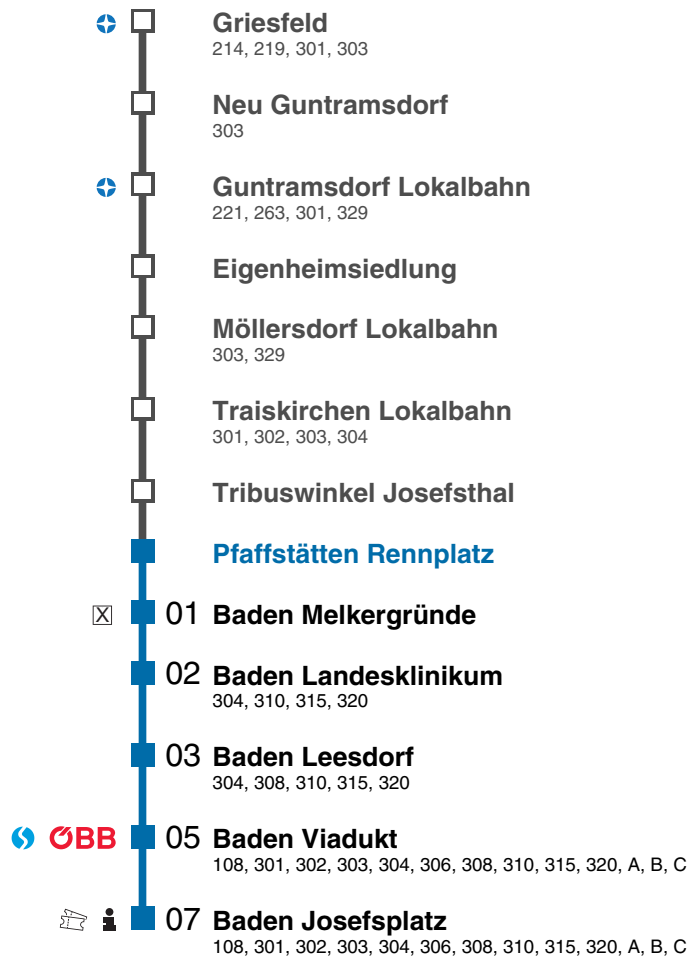 Griesfeld
214, 219, 301, 303
Neu Guntramsdorf
303
Guntramsdorf Lokalbahn
221, 263, 301, 329
Eigenheimsiedlung
Möllersdorf Lokalbahn
303, 329
Traiskirchen Lokalbahn
301, 302, 303, 304
Tribuswinkel Josefsthal
Pfaffstätten Rennplatz
X 01 Baden Melkergründe
02 Baden Landesklinikum
304, 310, 315, 320
03 Baden Leesdorf
304, 308, 310, 315, 320
ÖBB 05 Baden Viadukt
108, 301, 302, 303, 304, 306, 308, 310, 315, 320, A, B, C
i 07 Baden Josefsplatz
108, 301, 302, 303, 304, 306, 308, 310, 315, 320, A, B, C